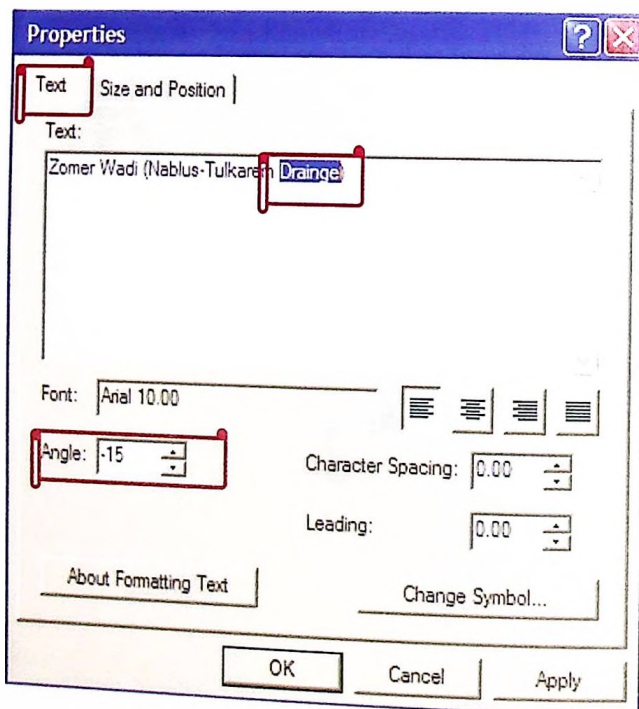 Properties
Text
Size and Position
Text:
Zomer Wadi (Nablus-Tulkarem Drainge)
Font: Arial 10.00
Angle: -15
Character Spacing: 0.00
Leading: 0.00
About Formatting Text
Change Symbol...
OK
Cancel
Apply